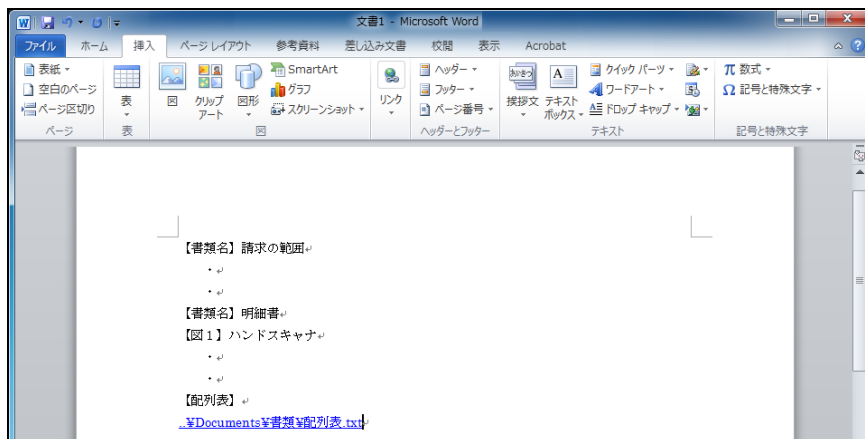 文書1 - Microsoft Word
ファイル ホーム 挿入 ページ レイアウト 参考資料 差し込み文書 校閲 表示 Acrobat
表紙
空白のページ
ページ区切り
ページ
表
表
図
クリップ アート
図形
SmartArt
グラフ
スクリーンショット
図
リンク
ヘッダー
フッター
ページ番号
ヘッダーとフッター
あいさつ
挨拶文
A
テキスト ボックス
クイック パーツ
ワードアート
ドロップ キャップ
テキスト
π 数式
Ω 記号と特殊文字
記号と特殊文字
【書類名】請求の範囲
・
・
【書類名】明細書
【図1】ハンドスキャナ
・
・
【配列表】
..¥Documents¥書類¥配列表.txt